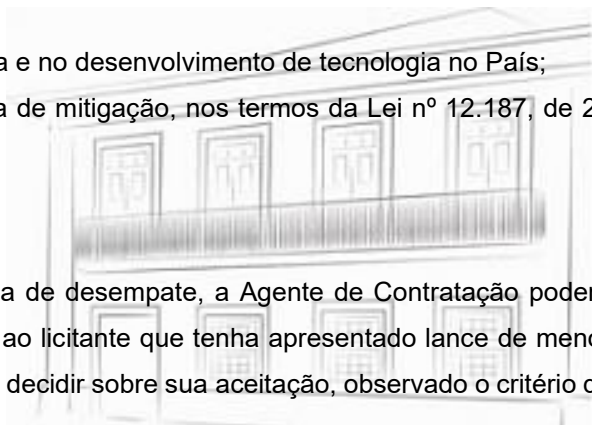 a e no desenvolvimento de tecnologia no País;
a de mitigação, nos termos da Lei nº 12.187, de 2
a de desempate, a Agente de Contratação poder
ao licitante que tenha apresentado lance de meno
decidir sobre sua aceitação, observado o critério d